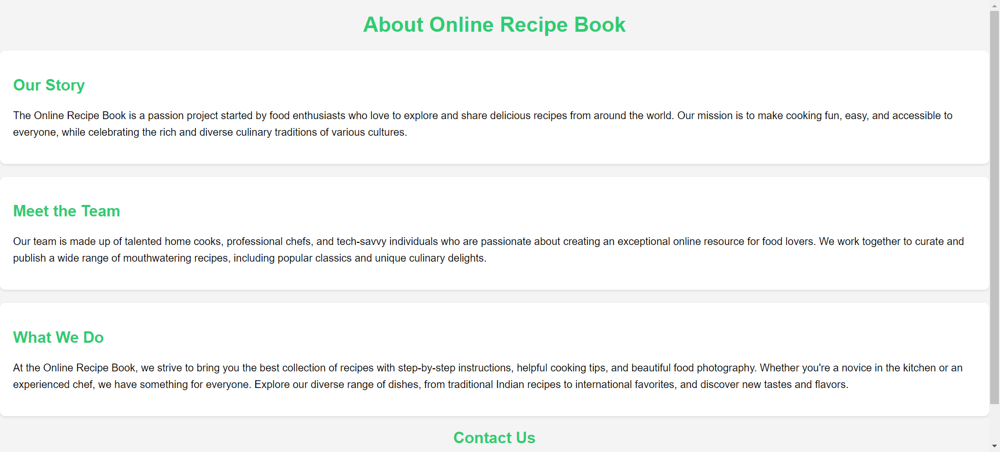 About Online Recipe Book
Our Story
The Online Recipe Book is a passion project started by food enthusiasts who love to explore and share delicious recipes from around the world. Our mission is to make cooking fun, easy, and accessible to
everyone, while celebrating the rich and diverse culinary traditions of various cultures.
Meet the Team
Our team is made up of talented home cooks, professional chefs, and tech-savvy individuals who are passionate about creating an exceptional online resource for food lovers. We work together to curate and
publish a wide range of mouthwatering recipes, including popular classics and unique culinary delights.
What We Do
At the Online Recipe Book, we strive to bring you the best collection of recipes with step-by-step instructions, helpful cooking tips, and beautiful food photography. Whether you're a novice in the kitchen or an
experienced chef, we have something for everyone. Explore our diverse range of dishes, from traditional Indian recipes to international favorites, and discover new tastes and flavors.
Contact Us